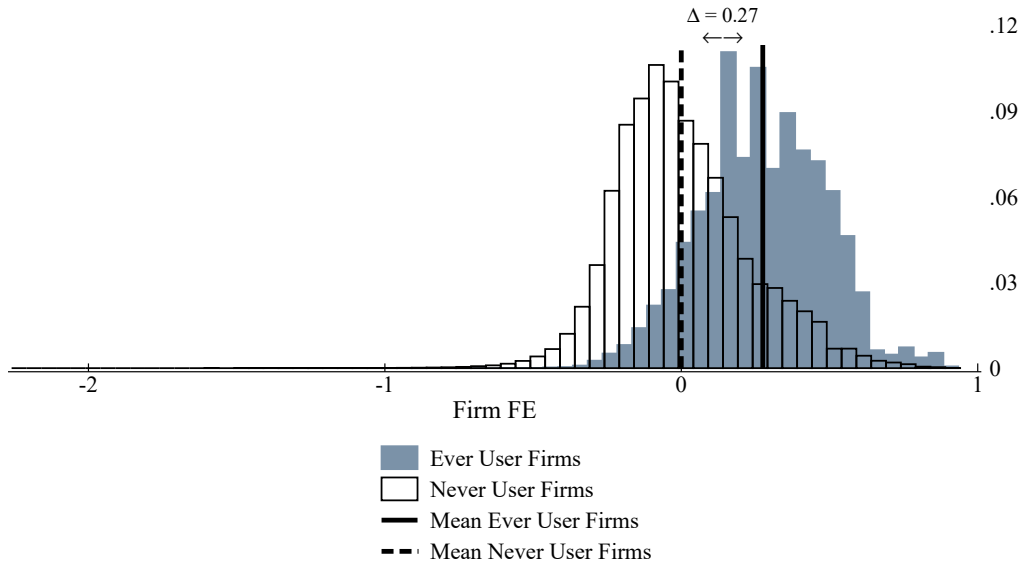 Δ = 0.27
.12
.09
.06
.03
0
-2 -1 0 1
Firm FE
Ever User Firms
Never User Firms
Mean Ever User Firms
Mean Never User Firms